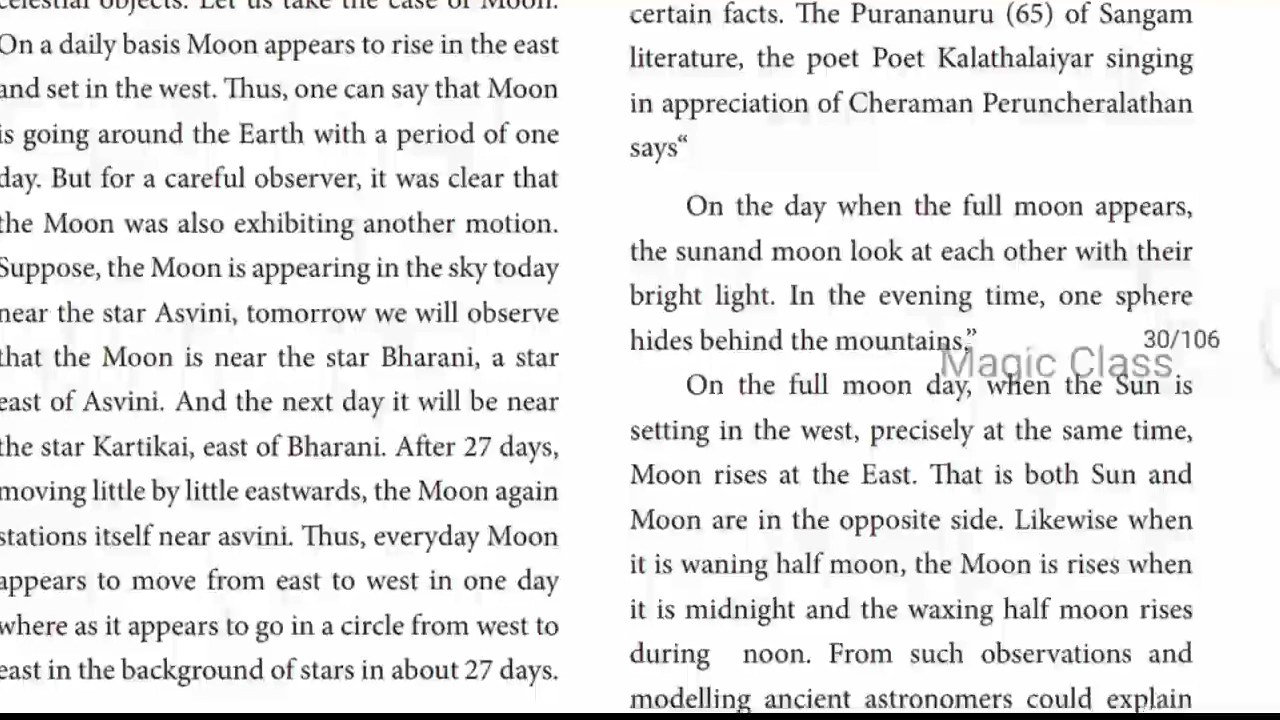 celestial objects. Let us take the case of Moon.
On a daily basis Moon appears to rise in the east
and set in the west. Thus, one can say that Moon
is going around the Earth with a period of one
day. But for a careful observer, it was clear that
the Moon was also exhibiting another motion.
Suppose, the Moon is appearing in the sky today
near the star Asvini, tomorrow we will observe
that the Moon is near the star Bharani, a star
east of Asvini. And the next day it will be near
the star Kartikai, east of Bharani. After 27 days,
moving little by little eastwards, the Moon again
stations itself near asvini. Thus, everyday Moon
appears to move from east to west in one day
where as it appears to go in a circle from west to
east in the background of stars in about 27 days.
certain facts. The Purananuru (65) of Sangam
literature, the poet Poet Kalathalaiyar singing
in appreciation of Cheraman Peruncheralathan
says“
On the day when the full moon appears,
the sunand moon look at each other with their
bright light. In the evening time, one sphere
hides behind the mountains.”
30/106
Magic Class
On the full moon day, when the Sun is
setting in the west, precisely at the same time,
Moon rises at the East. That is both Sun and
Moon are in the opposite side. Likewise when
it is waning half moon, the Moon is rises when
it is midnight and the waxing half moon rises
during noon. From such observations and
modelling ancient astronomers could explain